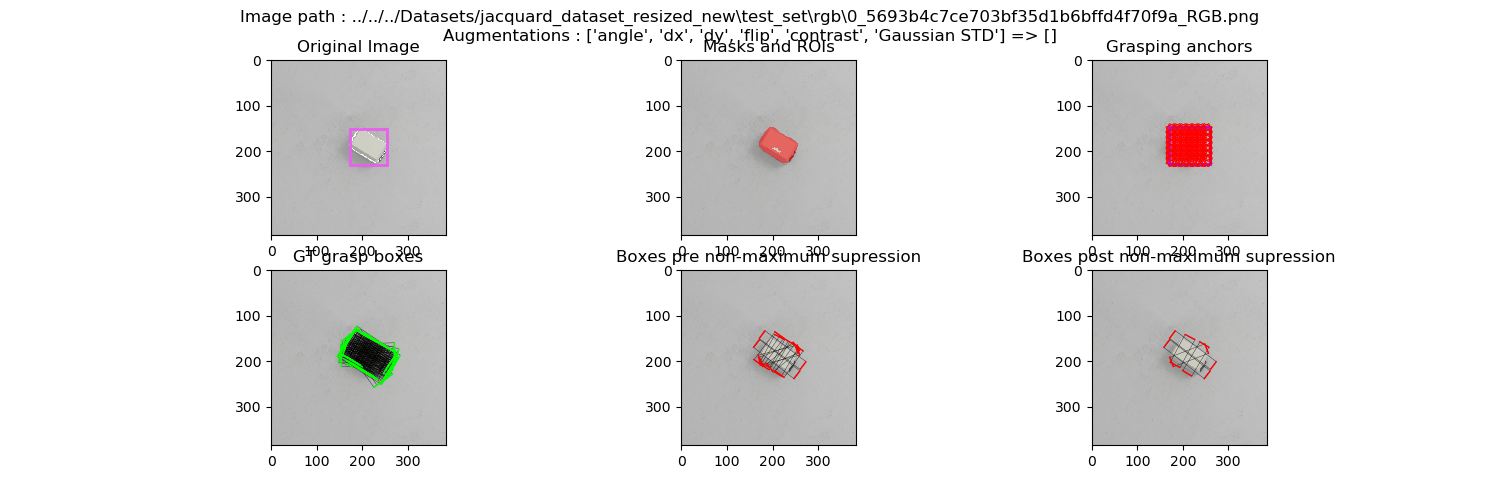 Image path : ../../../Datasets/jacquard_dataset_resized_new\test_set\rgb\0_5693b4c7ce703bf35d1b6bffd4f70f9a_RGB.png
Augmentations : ['angle', 'dx', 'dy', 'flip', 'contrast', 'Gaussian STD'] => []
Original Image
Masks and ROIs
Grasping anchors
0
100
200
300
0 100 200 300
0
100
200
300
0 100 200 300
0
100
200
300
0 100 200 300
GT grasp boxes
Boxes pre non-maximum supression
Boxes post non-maximum supression
0
100
200
300
0 100 200 300
0
100
200
300
0 100 200 300
0
100
200
300
0 100 200 300